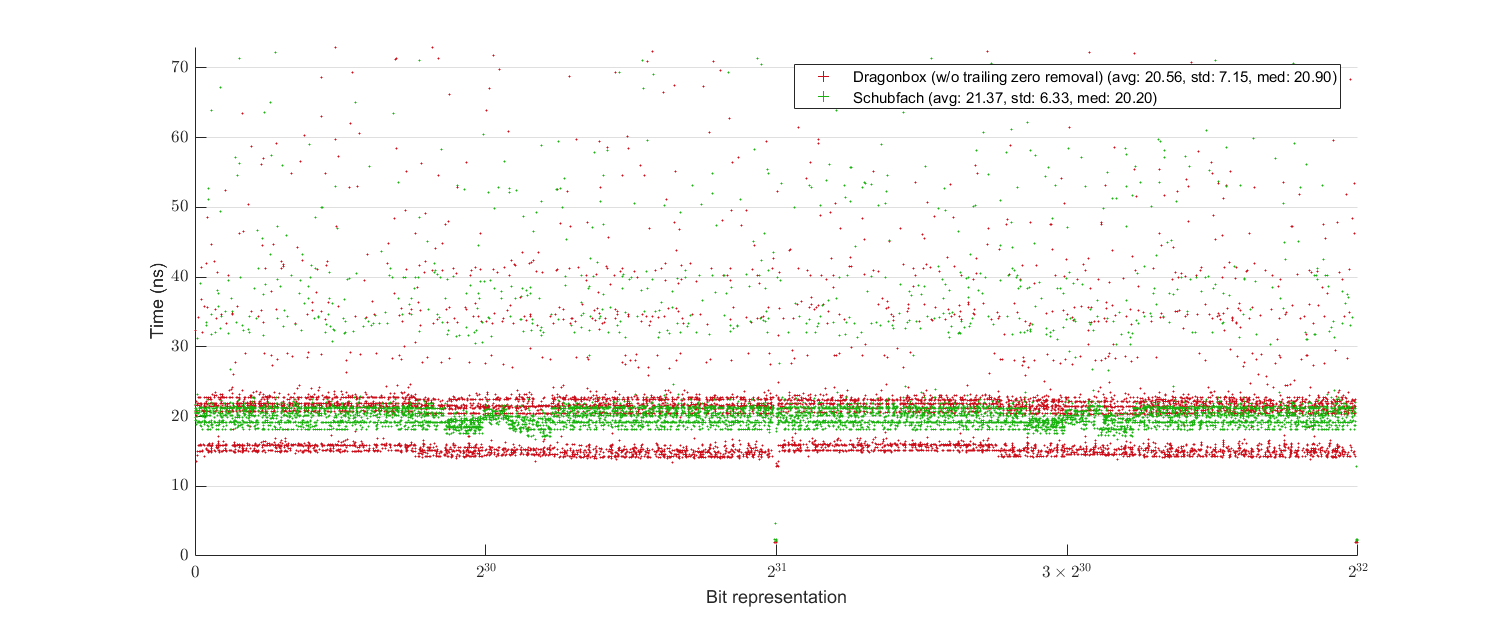 Dragonbox (w/o trailing zero removal) (avg: 20.56, std: 7.15, med: 20.90)
Schubfach (avg: 21.37, std: 6.33, med: 20.20)
Time (ns)
70
60
50
40
30
20
10
0
0 2^30 2^31 3 × 2^30 2^32
Bit representation